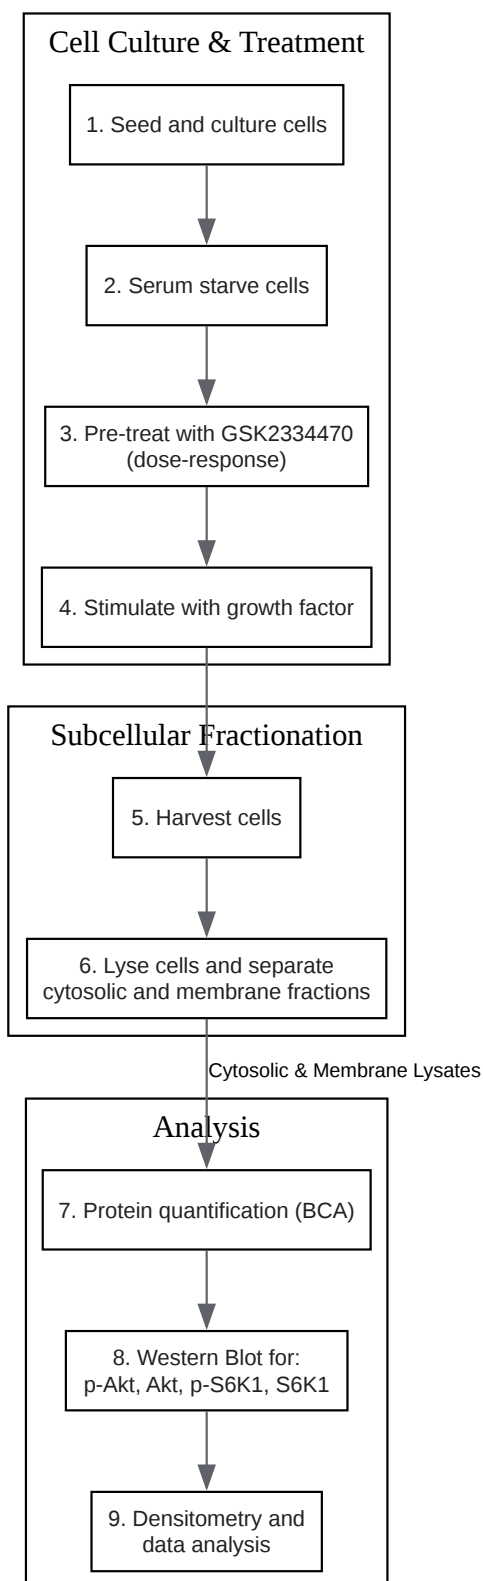 Cell Culture & Treatment
1. Seed and culture cells
2. Serum starve cells
3. Pre-treat with GSK2334470
(dose-response)
4. Stimulate with growth factor
Subcellular Fractionation
5. Harvest cells
6. Lyse cells and separate
cytosolic and membrane fractions
Cytosolic & Membrane Lysates
Analysis
7. Protein quantification (BCA)
8. Western Blot for:
p-Akt, Akt, p-S6K1, S6K1
9. Densitometry and
data analysis